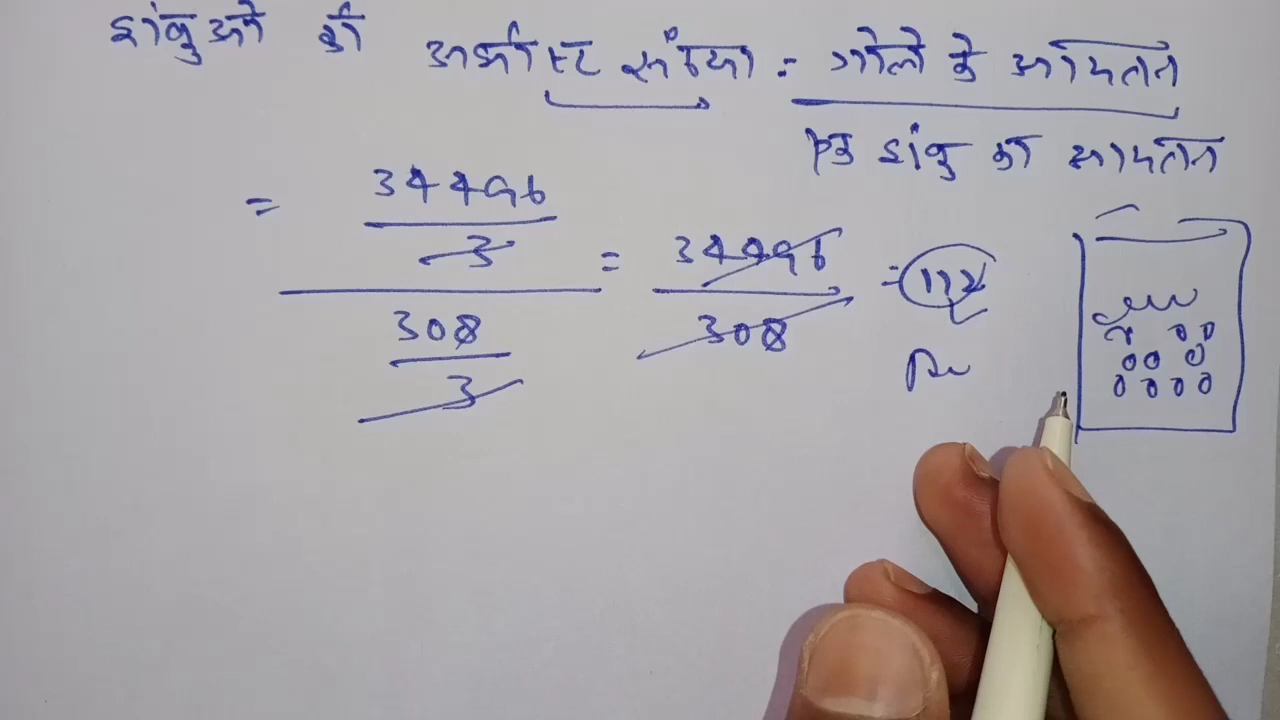 शंकुओ की अभीष्ट संख्या = गोले के आयतन
एक शंकु का आयतन
= 34496 / 3 = 34496 = 112
308 / 3 308